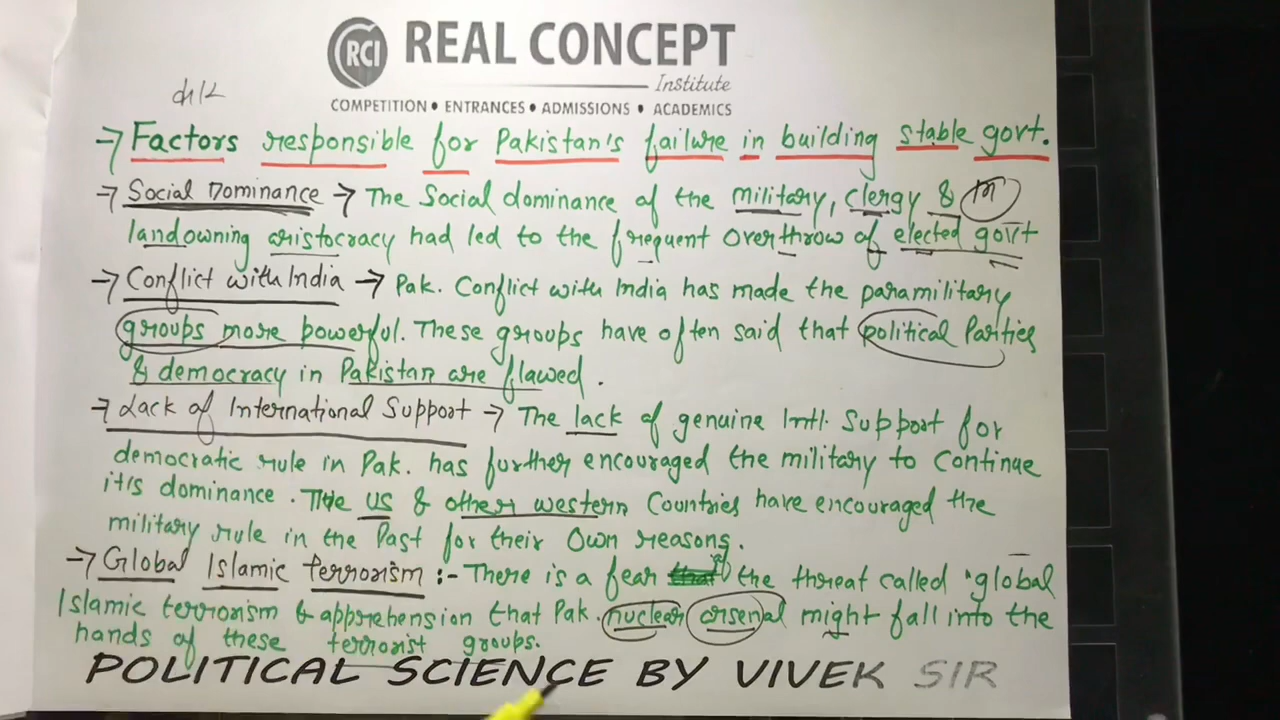 RCI REAL CONCEPT
Institute
COMPETITION • ENTRANCES • ADMISSIONS • ACADEMICS
→ Factors responsible for Pakistan's failure in building stable govt.
→ Social Dominance → The Social dominance of the military, clergy &
landowning aristocracy had led to the frequent overthrow of elected govt
→ Conflict with India → Pak. Conflict with India has made the paramilitary
groups more powerful. These groups have often said that political Parties
& democracy in Pakistan are flawed.
→ Lack of International Support → The lack of genuine Intl. Support for
democratic rule in Pak. has further encouraged the military to continue
it's dominance. The US & other western Countries have encouraged the
military rule in the Past for their own reasons.
→ Global Islamic terrorism :- There is a fear of the threat called 'global
Islamic terrorism & apprehension that Pak. nuclear arsenal might fall into the
hands of these terrorist groups.
POLITICAL SCIENCE BY VIVEK SIR